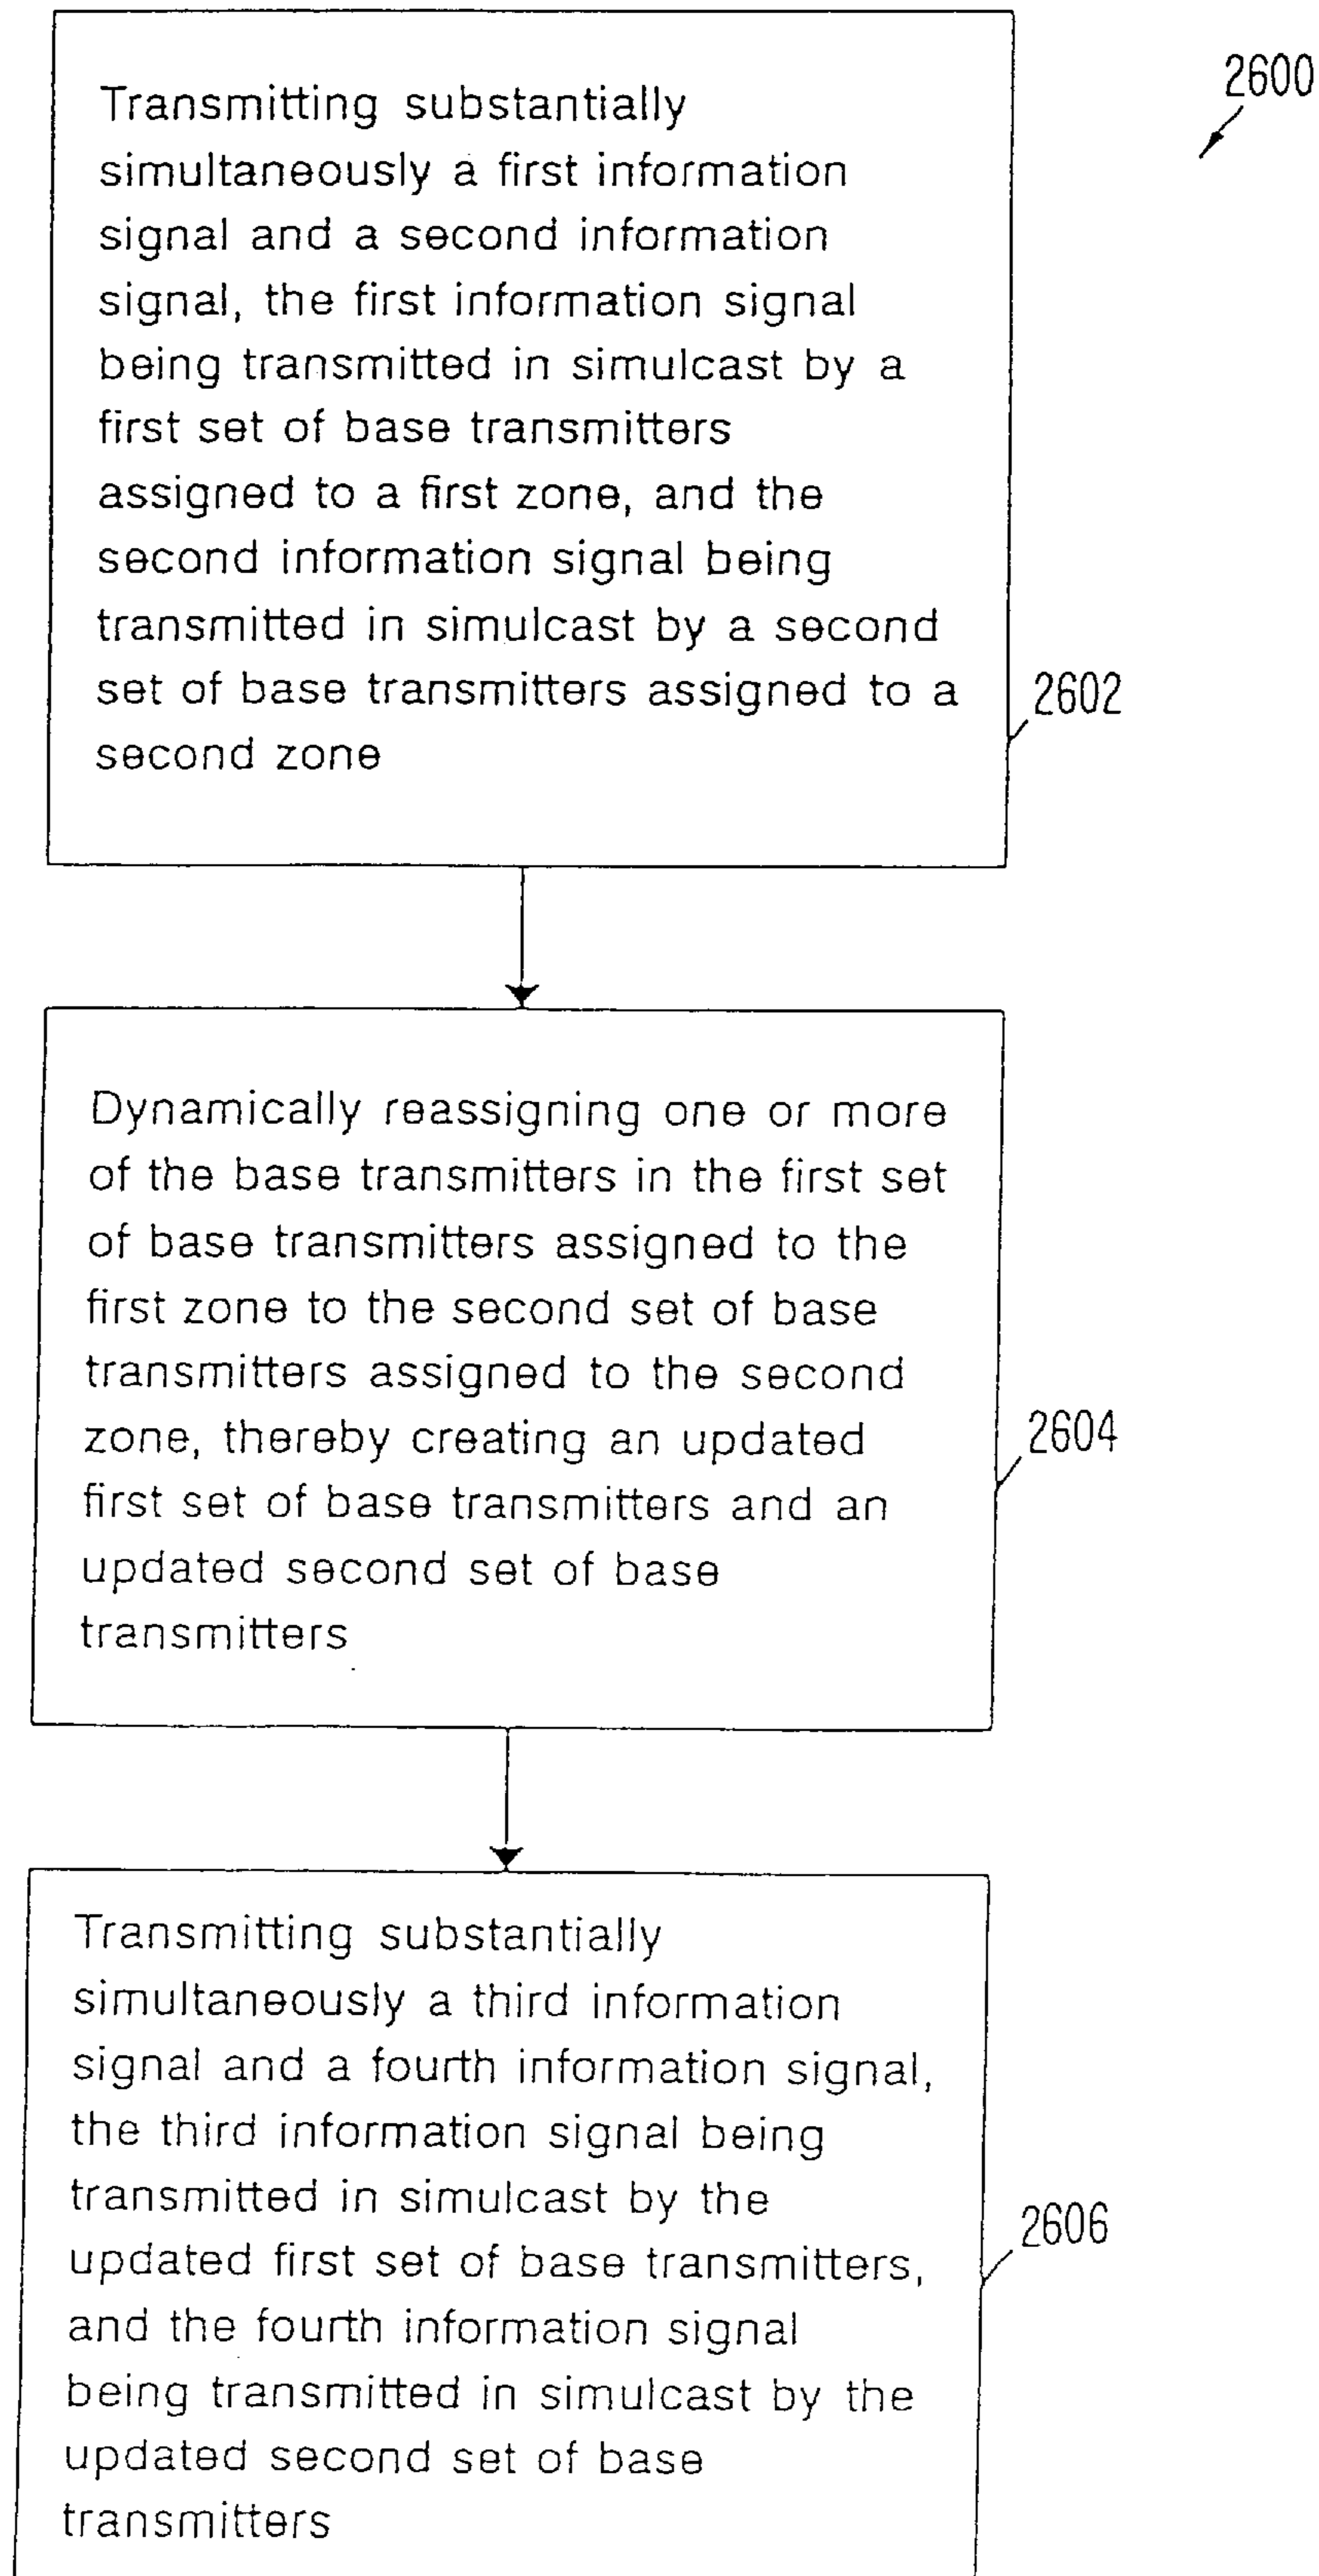 2600
Transmitting substantially
simultaneously a first information
signal and a second information
signal, the first information signal
being transmitted in simulcast by a
first set of base transmitters
assigned to a first zone, and the
second information signal being
transmitted in simulcast by a second
set of base transmitters assigned to a
second zone
2602
Dynamically reassigning one or more
of the base transmitters in the first set
of base transmitters assigned to the
first zone to the second set of base
transmitters assigned to the second
zone, thereby creating an updated
first set of base transmitters and an
updated second set of base
transmitters
2604
Transmitting substantially
simultaneously a third information
signal and a fourth information signal,
the third information signal being
transmitted in simulcast by the
updated first set of base transmitters,
and the fourth information signal
being transmitted in simulcast by the
updated second set of base
transmitters
2606